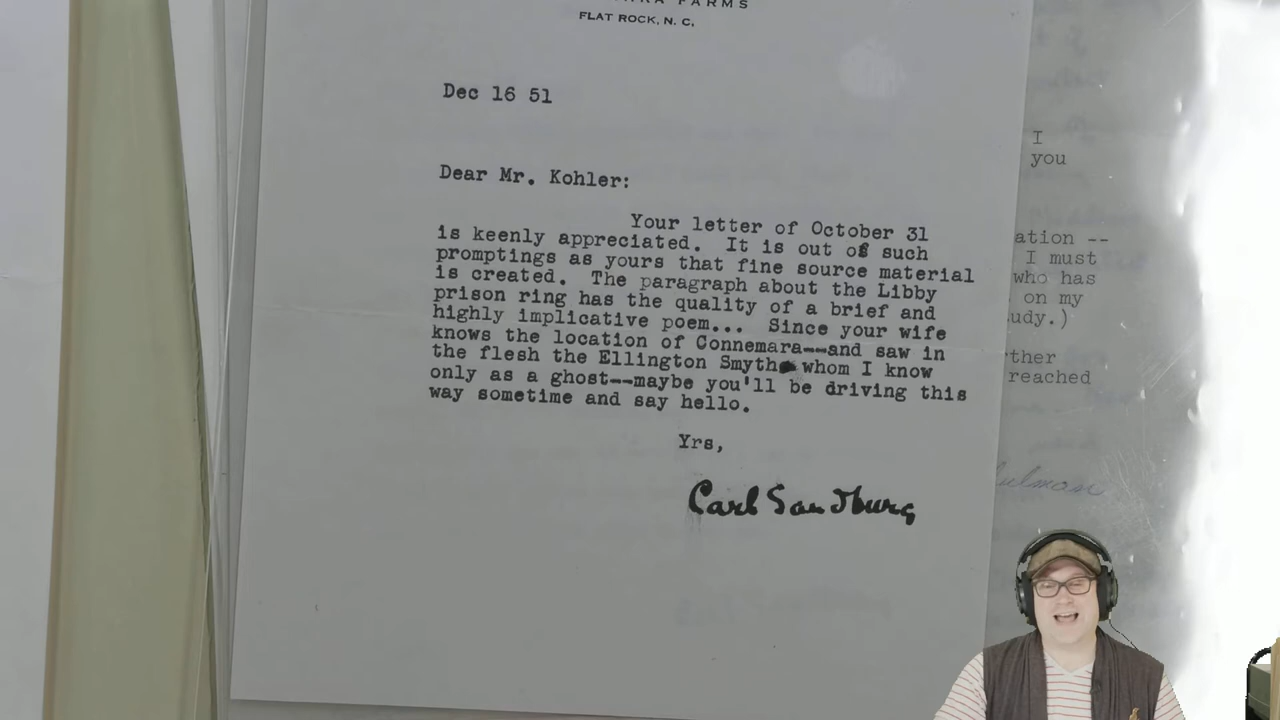 FARMS
FLAT ROCK, N. C.
Dec 16 51
Dear Mr. Kohler:
Your letter of October 31
is keenly appreciated. It is out of such
promptings as yours that fine source material
is created. The paragraph about the Libby
prison ring has the quality of a brief and
highly implicative poem... Since your wife
knows the location of Connemara--and saw in
the flesh the Ellington Smyth whom I know
only as a ghost--maybe you'll be driving this
way sometime and say hello.
Yrs,
Carl Sandburg
I
you
ation --
I must
who has
on my
udy.)
ther
reached